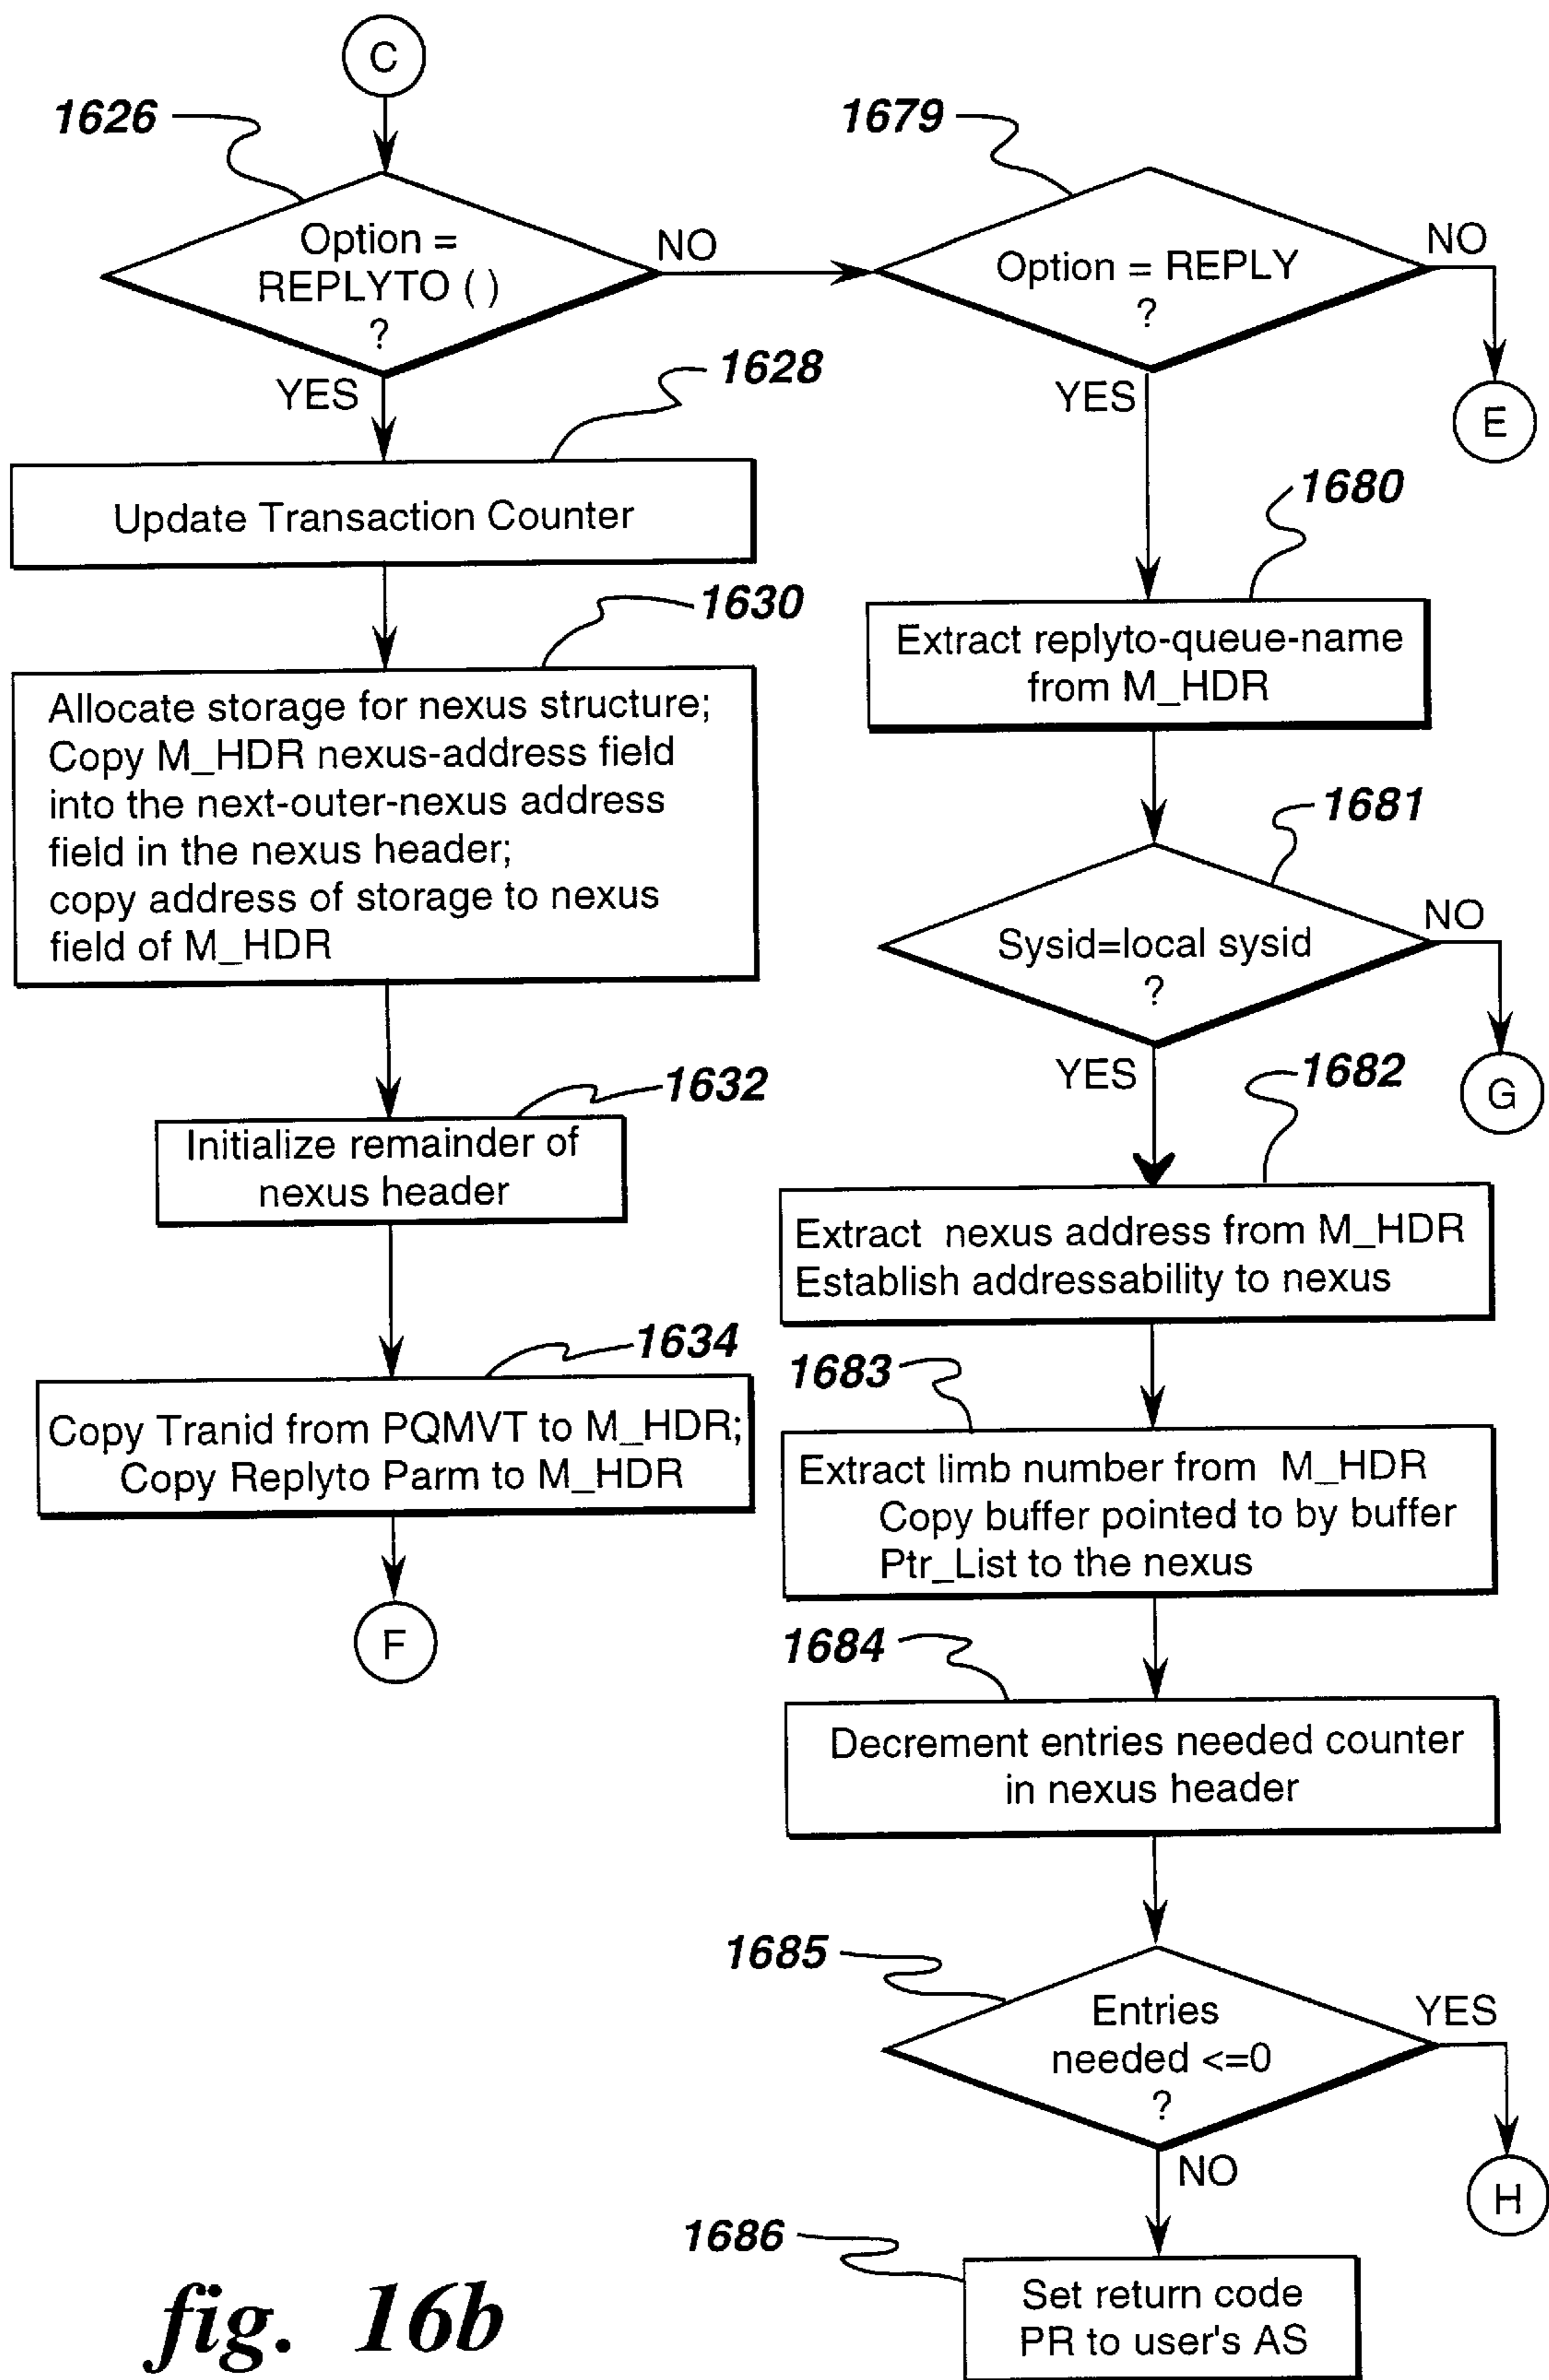 C
1626
Option =
REPLYTO ( )
?
NO
YES
1628
Update Transaction Counter
1630
Allocate storage for nexus structure;
Copy M_HDR nexus-address field
into the next-outer-nexus address
field in the nexus header;
copy address of storage to nexus
field of M_HDR
1632
Initialize remainder of
nexus header
1634
Copy Tranid from PQMVT to M_HDR;
Copy Replyto Parm to M_HDR
F
1679
Option = REPLY
?
NO
E
YES
1680
Extract replyto-queue-name
from M_HDR
1681
Sysid=local sysid
?
NO
G
YES
1682
Extract nexus address from M_HDR
Establish addressability to nexus
1683
Extract limb number from M_HDR
Copy buffer pointed to by buffer
Ptr_List to the nexus
1684
Decrement entries needed counter
in nexus header
1685
Entries
needed <=0
?
YES
H
NO
1686
Set return code
PR to user's AS
fig. 16b